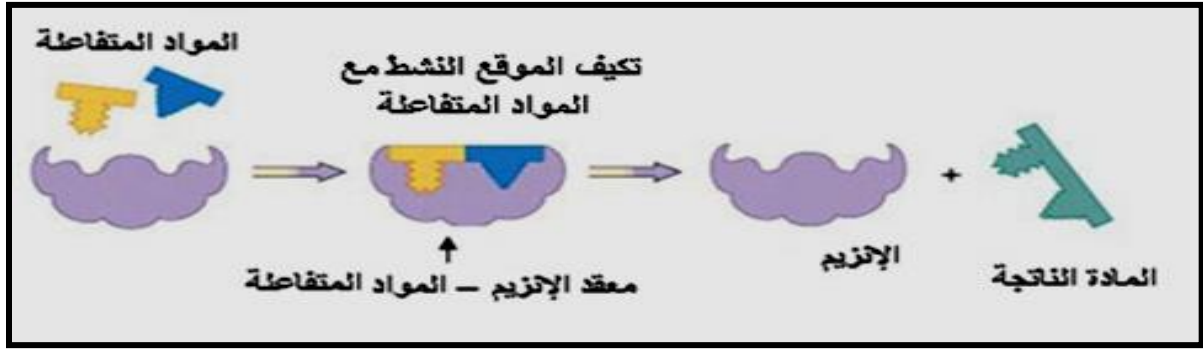 المواد المتفاعلة
تكيف الموقع النشط مع
المواد المتفاعلة
+
الإنزيم
المادة الناتجة
معقد الإنزيم – المواد المتفاعلة